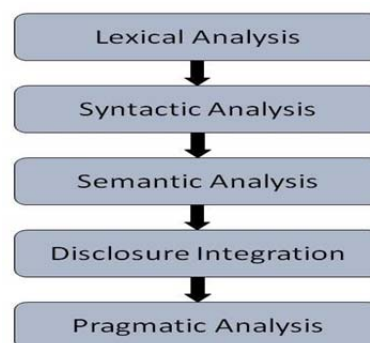 Lexical Analysis
Syntactic Analysis
Semantic Analysis
Disclosure Integration
Pragmatic Analysis